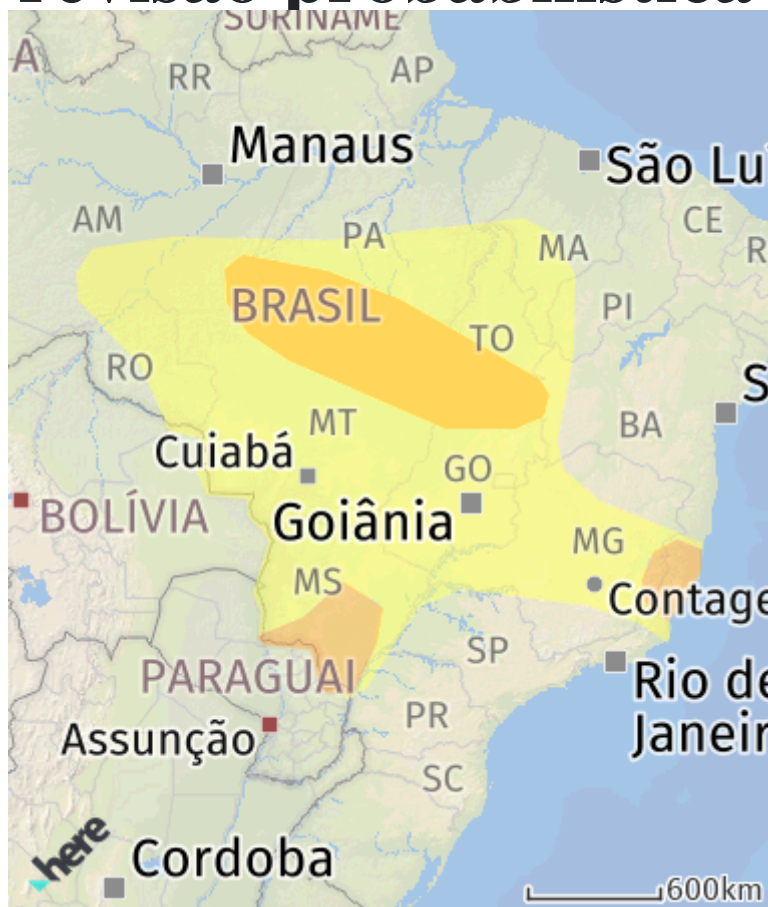 SURINAME
A
AP
RR
Manaus
São Lui
AM
CE
PA
MA
R
BRASIL
PI
TO
RO
S
MT
BA
Cuiabá
GO
BOLÍVIA
Goiânia
MG
MS
Contage
SP
PARAGUAI
Rio de
Janeir
PR
Assunção
SC
here
Cordoba
600km